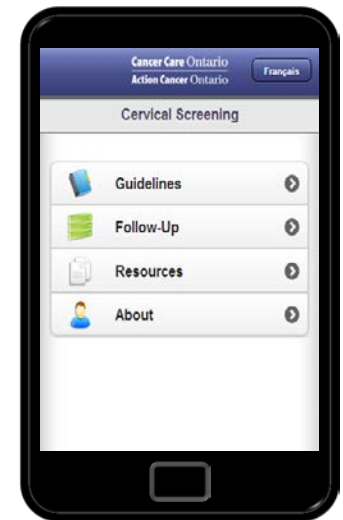 Cancer Care Ontario
Action Cancer Ontario
Français
Cervical Screening
Guidelines
Follow-Up
Resources
About